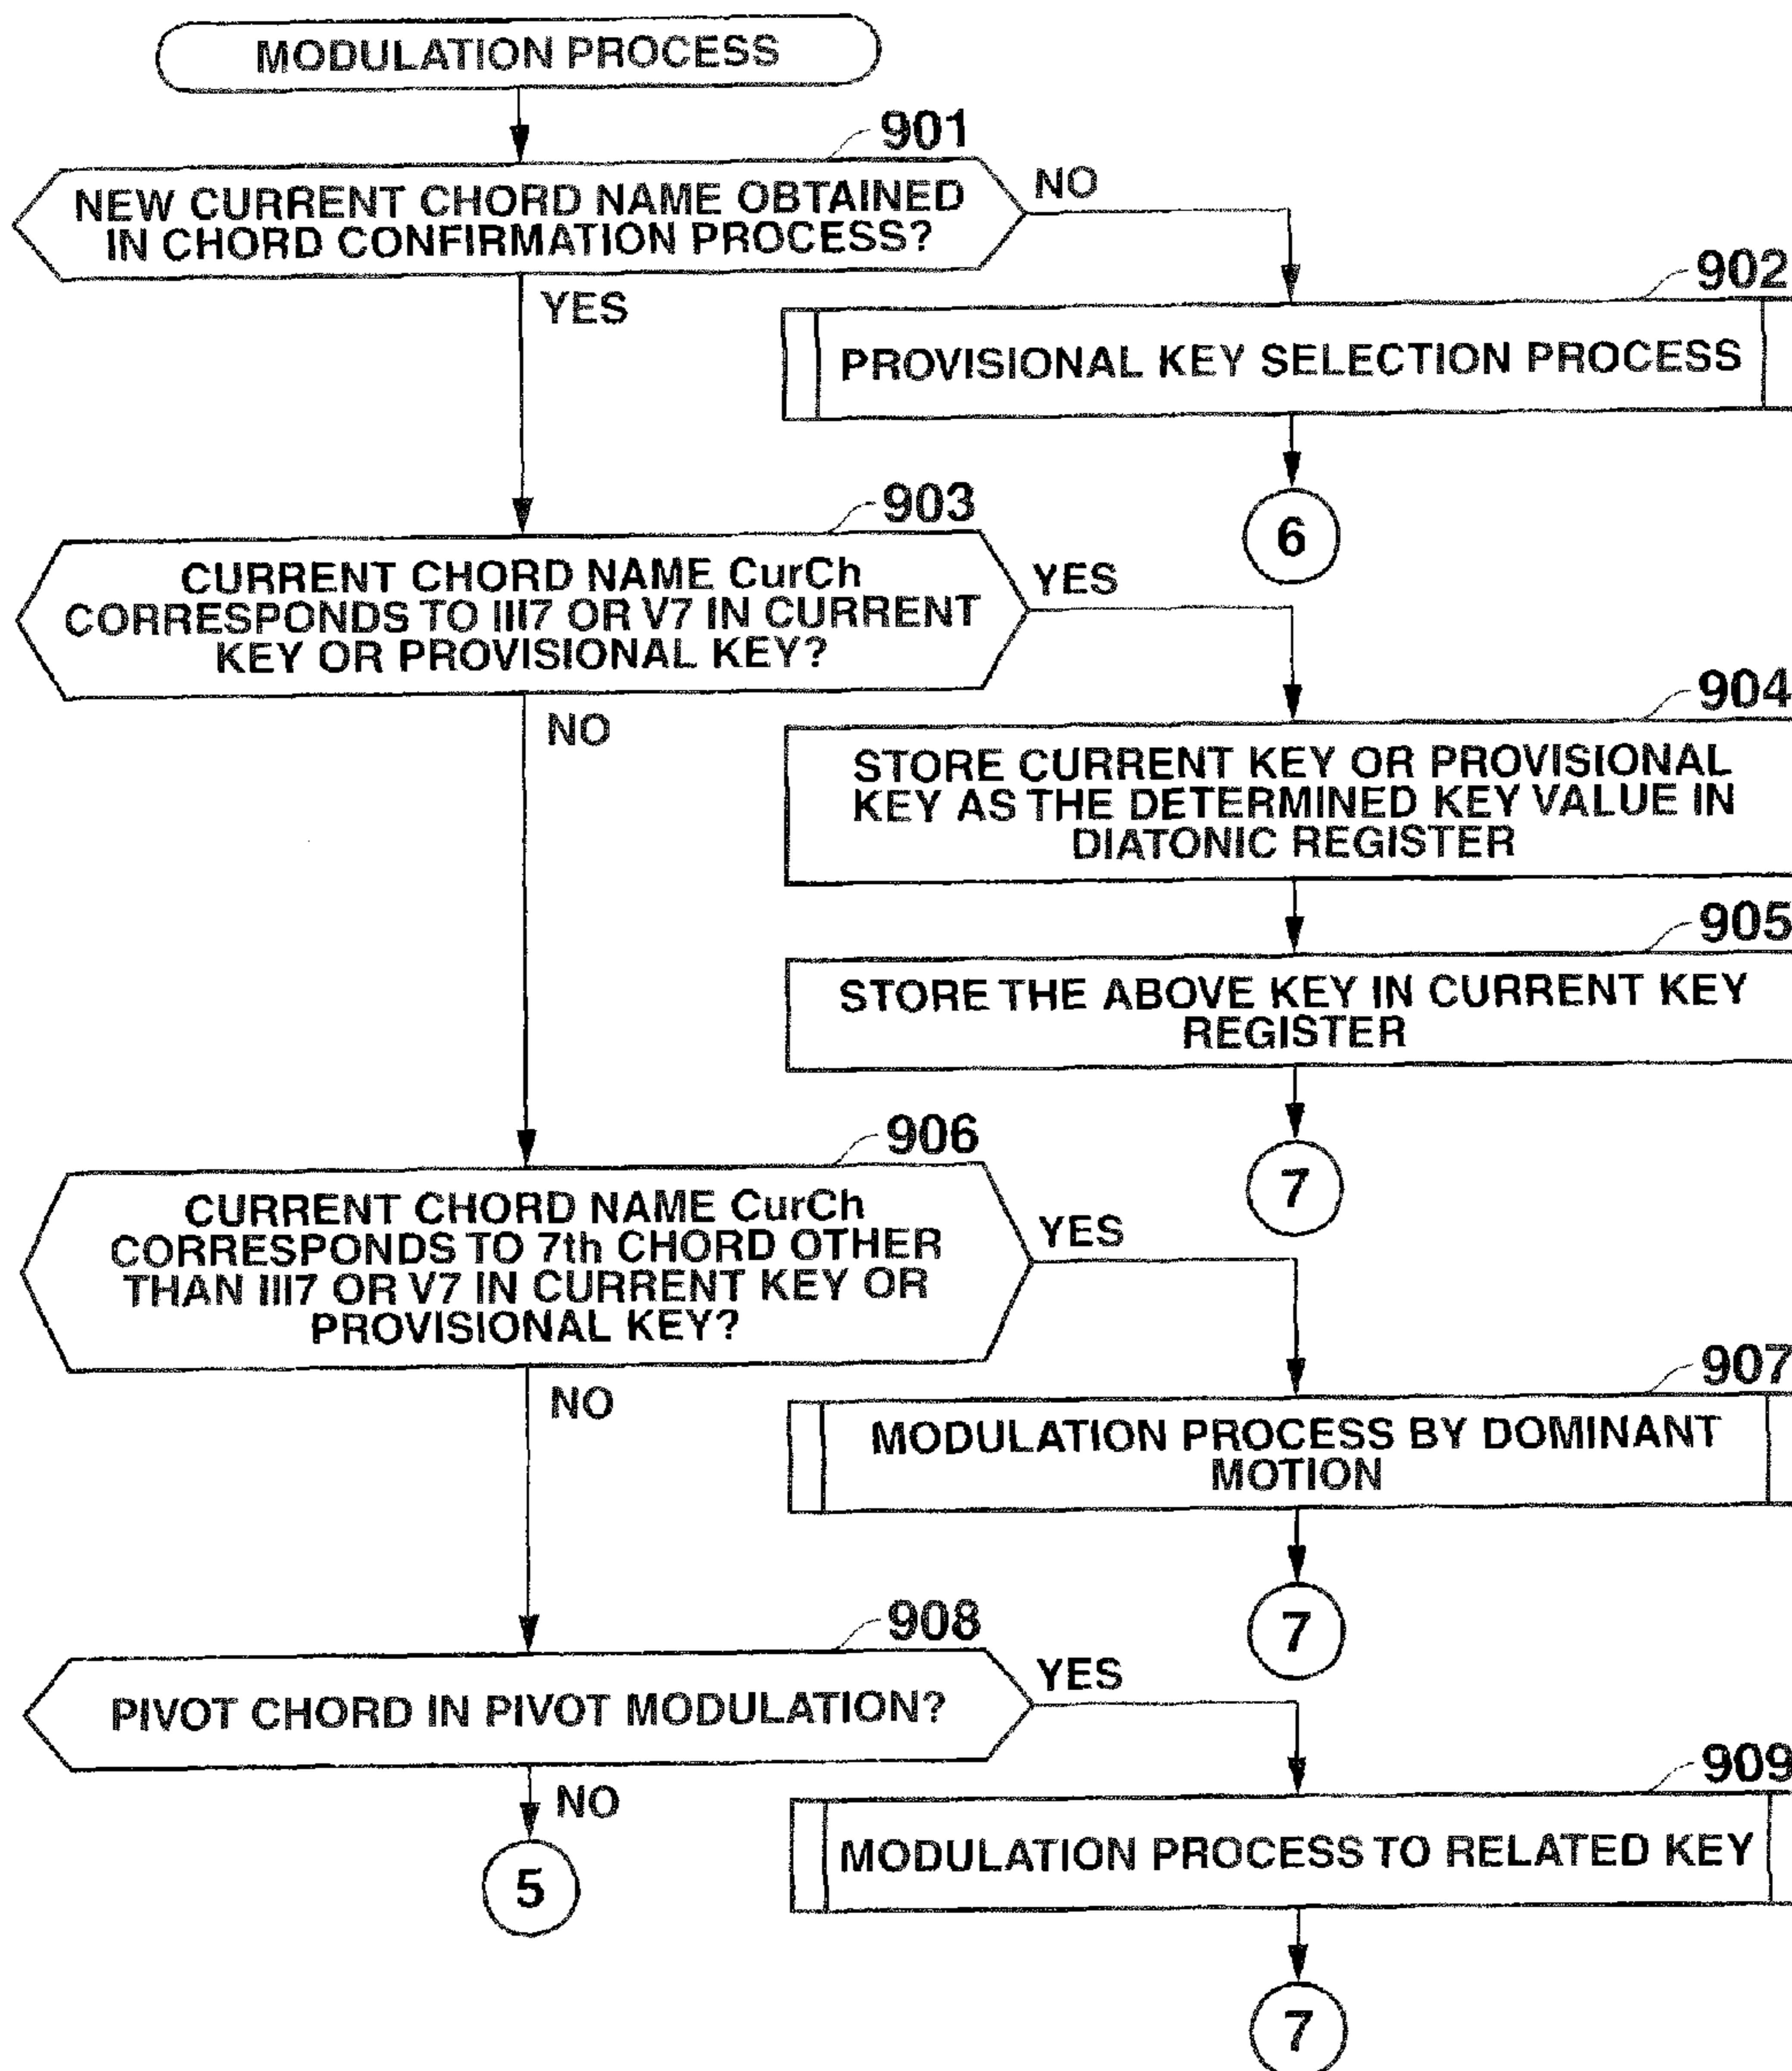 MODULATION PROCESS
901
NEW CURRENT CHORD NAME OBTAINED
IN CHORD CONFIRMATION PROCESS?
NO
YES
902
PROVISIONAL KEY SELECTION PROCESS
6
903
CURRENT CHORD NAME CurCh
CORRESPONDS TO III7 OR V7 IN CURRENT
KEY OR PROVISIONAL KEY?
YES
NO
904
STORE CURRENT KEY OR PROVISIONAL
KEY AS THE DETERMINED KEY VALUE IN
DIATONIC REGISTER
905
STORE THE ABOVE KEY IN CURRENT KEY
REGISTER
7
906
CURRENT CHORD NAME CurCh
CORRESPONDS TO 7th CHORD OTHER
THAN III7 OR V7 IN CURRENT KEY OR
PROVISIONAL KEY?
YES
NO
907
MODULATION PROCESS BY DOMINANT
MOTION
7
908
PIVOT CHORD IN PIVOT MODULATION?
YES
NO
5
909
MODULATION PROCESS TO RELATED KEY
7